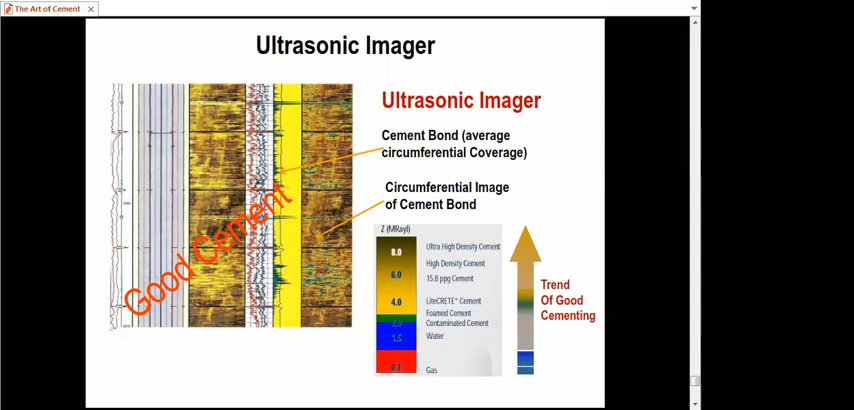 The Art of Cement
Ultrasonic Imager
Ultrasonic Imager
Cement Bond (average
circumferential Coverage)
Circumferential Image
of Cement Bond
Good Cement
Z (MRayl)
8.0
Ultra High Density Cement
High Density Cement
6.0
15.8 ppg Cement
4.0
LiteCRETE* Cement
Foamed Cement
Contaminated Cement
1.5
Water
0.1
Gas
Trend
Of Good
Cementing